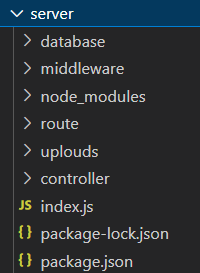 server
database
middleware
node_modules
route
uplouds
controller
JS index.js
{} package-lock.json
{} package.json